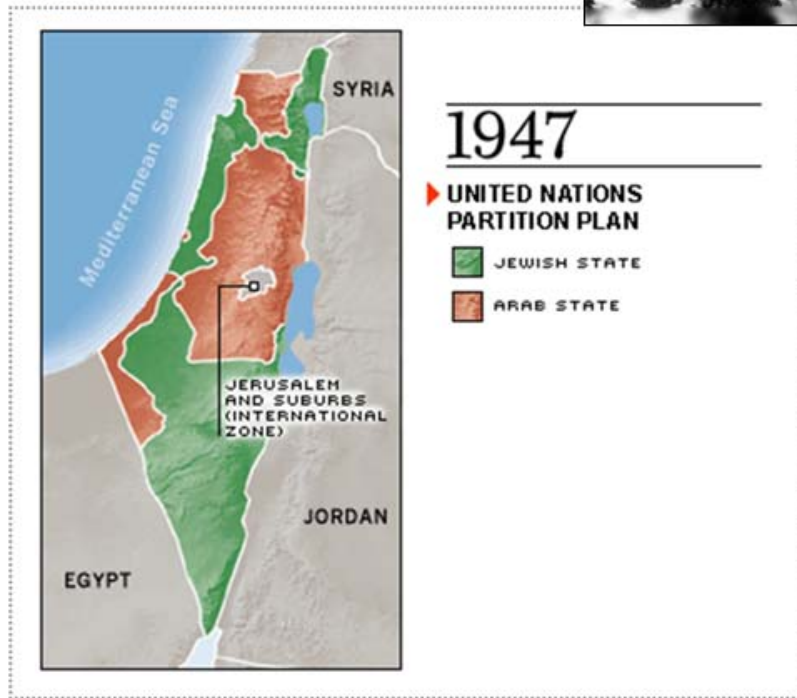 Mediterranean Sea
SYRIA
JERUSALEM
AND SUBURBS
(INTERNATIONAL
ZONE)
JORDAN
EGYPT
1947
UNITED NATIONS
PARTITION PLAN
JEWISH STATE
ARAB STATE